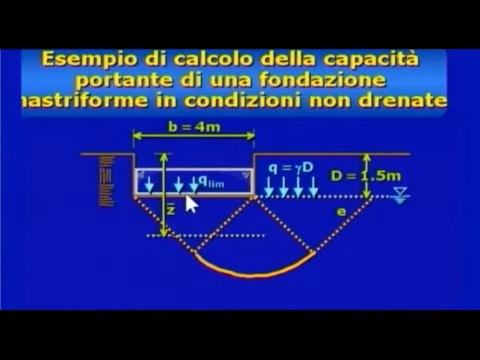 Esempio di calcolo della capacità
portante di una fondazione
nastriforme in condizioni non drenate
b = 4m
q = γD
qlim
D = 1.5m
z
e